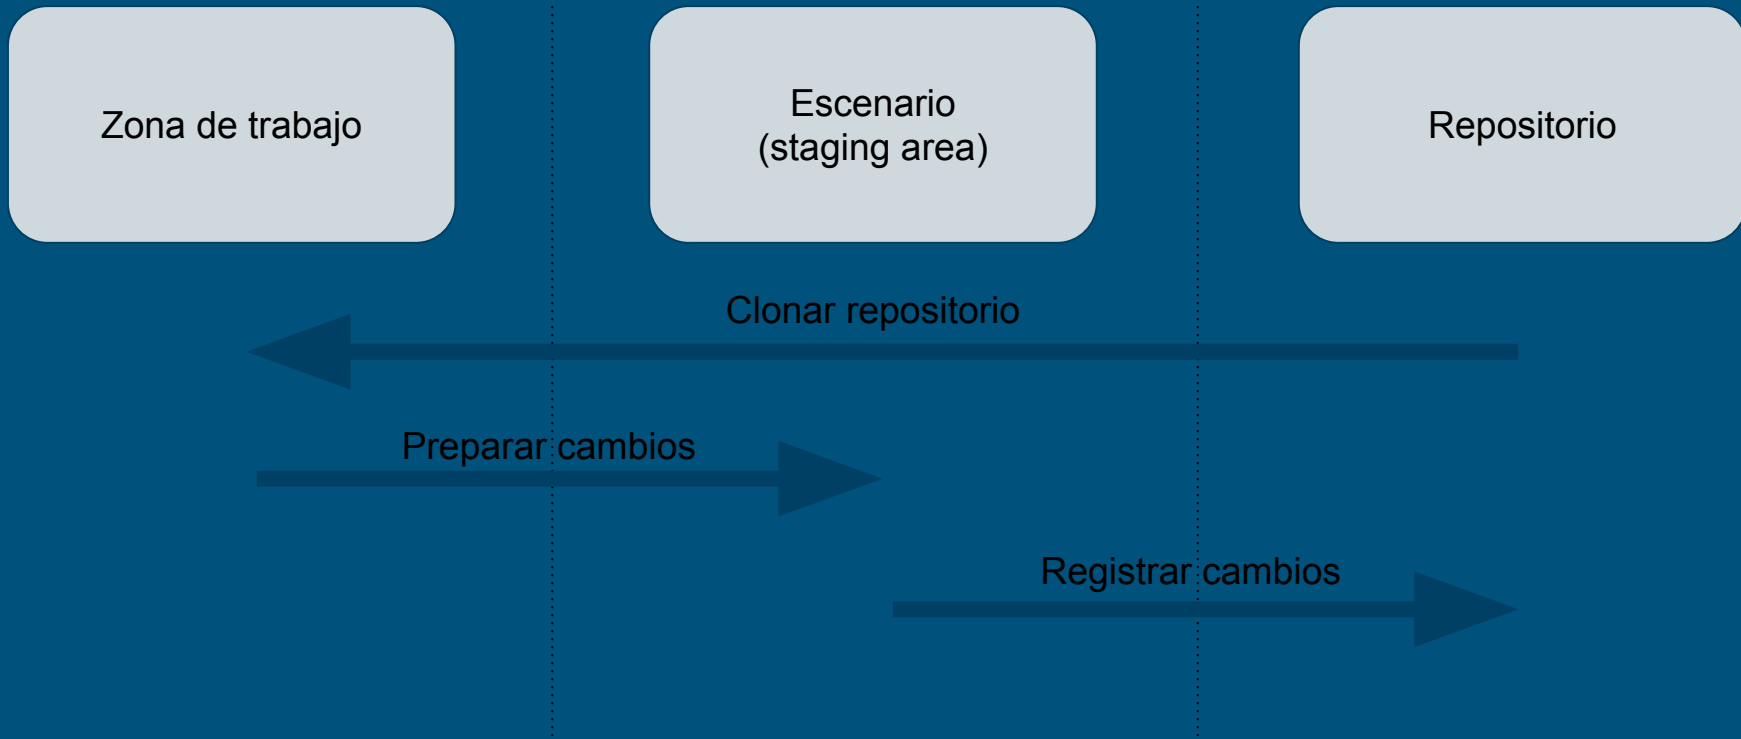 Zona de trabajo
Escenario
(staging area)
Repositorio
Clonar repositorio
Preparar cambios
Registrar cambios